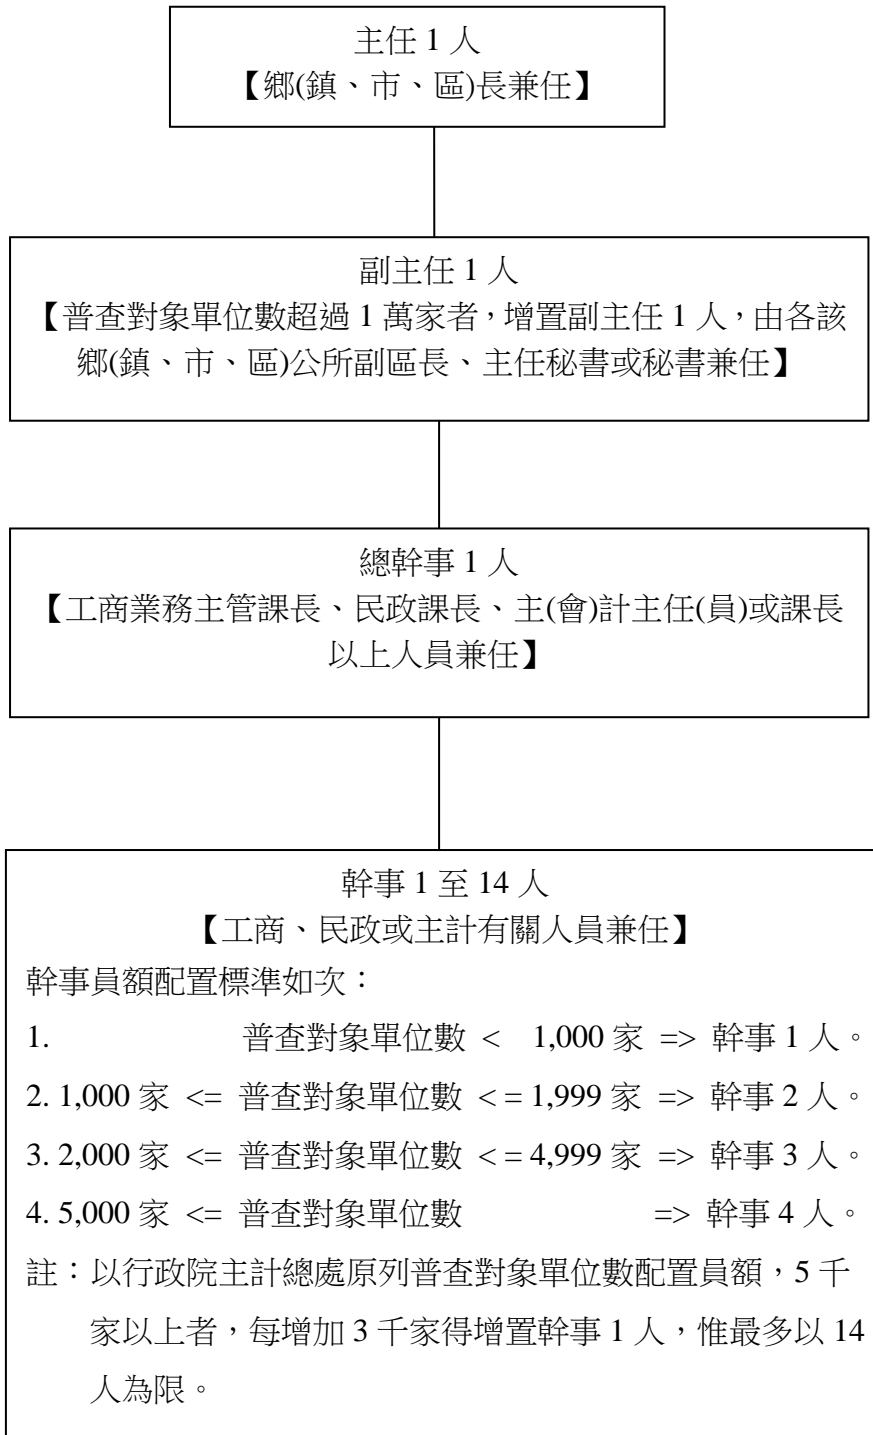 主任 1 人
【鄉(鎮、市、區)長兼任】
副主任 1 人
【普查對象單位數超過 1 萬家者，增置副主任 1 人，由各該
鄉(鎮、市、區)公所副區長、主任秘書或秘書兼任】
總幹事 1 人
【工商業務主管課長、民政課長、主(會)計主任(員)或課長
以上人員兼任】
幹事 1 至 14 人
【工商、民政或主計有關人員兼任】
幹事員額配置標準如次：
1. 普查對象單位數 < 1,000 家 => 幹事 1 人。
2. 1,000 家 <= 普查對象單位數 < = 1,999 家 => 幹事 2 人。
3. 2,000 家 <= 普查對象單位數 < = 4,999 家 => 幹事 3 人。
4. 5,000 家 <= 普查對象單位數 => 幹事 4 人。
註：以行政院主計總處原列普查對象單位數配置員額，5 千
家以上者，每增加 3 千家得增置幹事 1 人，惟最多以 14
人為限。